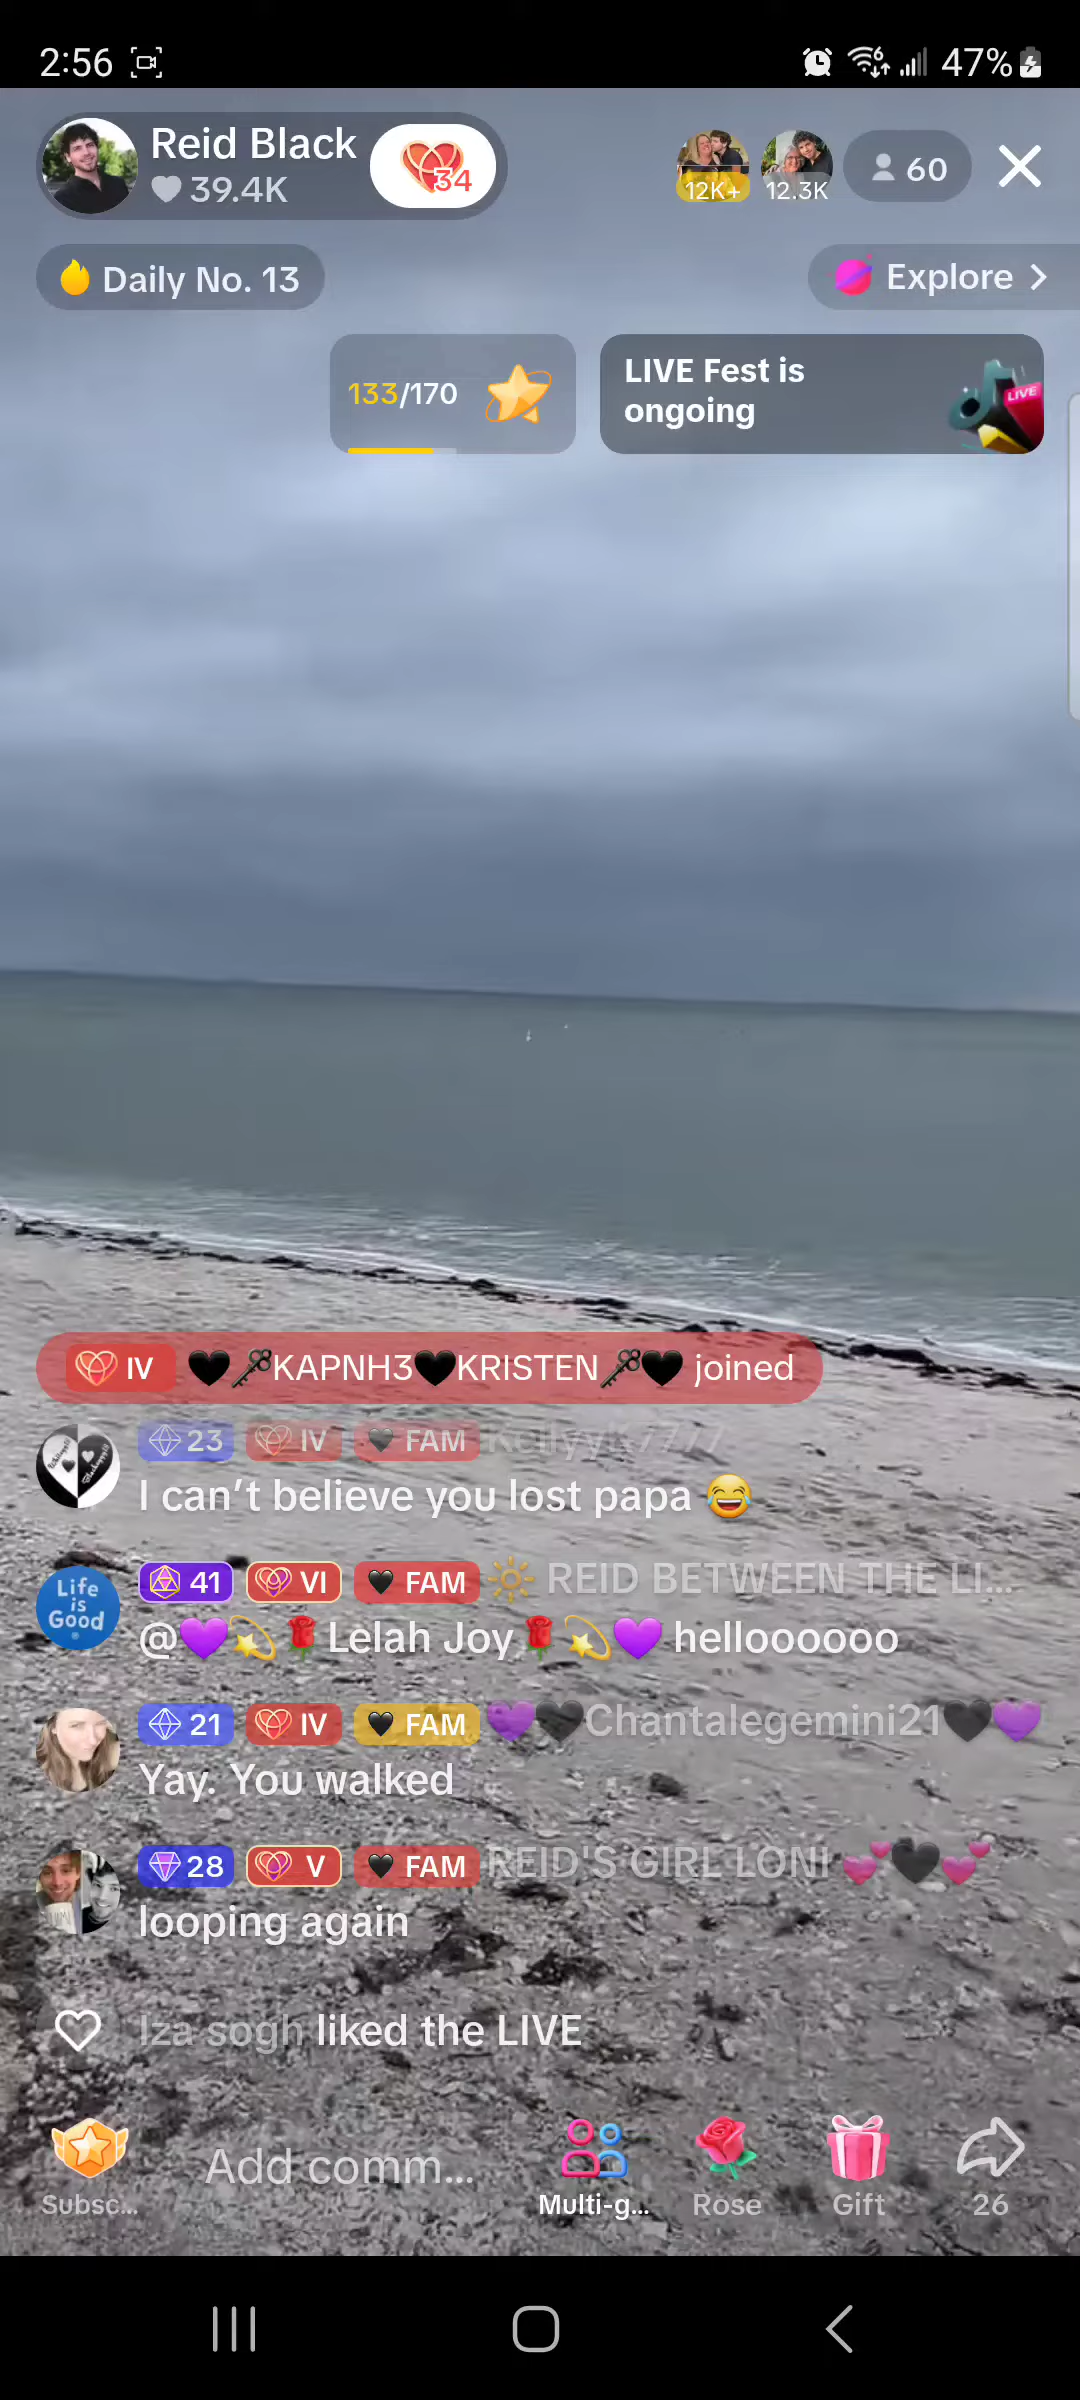 2:56
47%
Reid Black
39.4K
34
12K+
12.3K
60
Daily No. 13
Explore
133/170
LIVE Fest is
ongoing
LIVE
IV 🖤🗝KAPNH3🖤KRISTEN🗝🖤 joined
23 IV 🖤 FAM
I can't believe you lost papa 😂
Life
is
Good
41 VI 🖤 FAM 🔆 REID BETWEEN THE LI...
@💜💫🌹Lelah Joy🌹💫💜 helloooooo
21 IV 🖤 FAM 💜🖤Chantalegemini21🖤💜
Yay. You walked
28 V 🖤 FAM REID'S GIRL LONI 💕🖤💕
looping again
Iza sogh liked the LIVE
Subsc...
Add comm...
Multi-g...
Rose
Gift
26